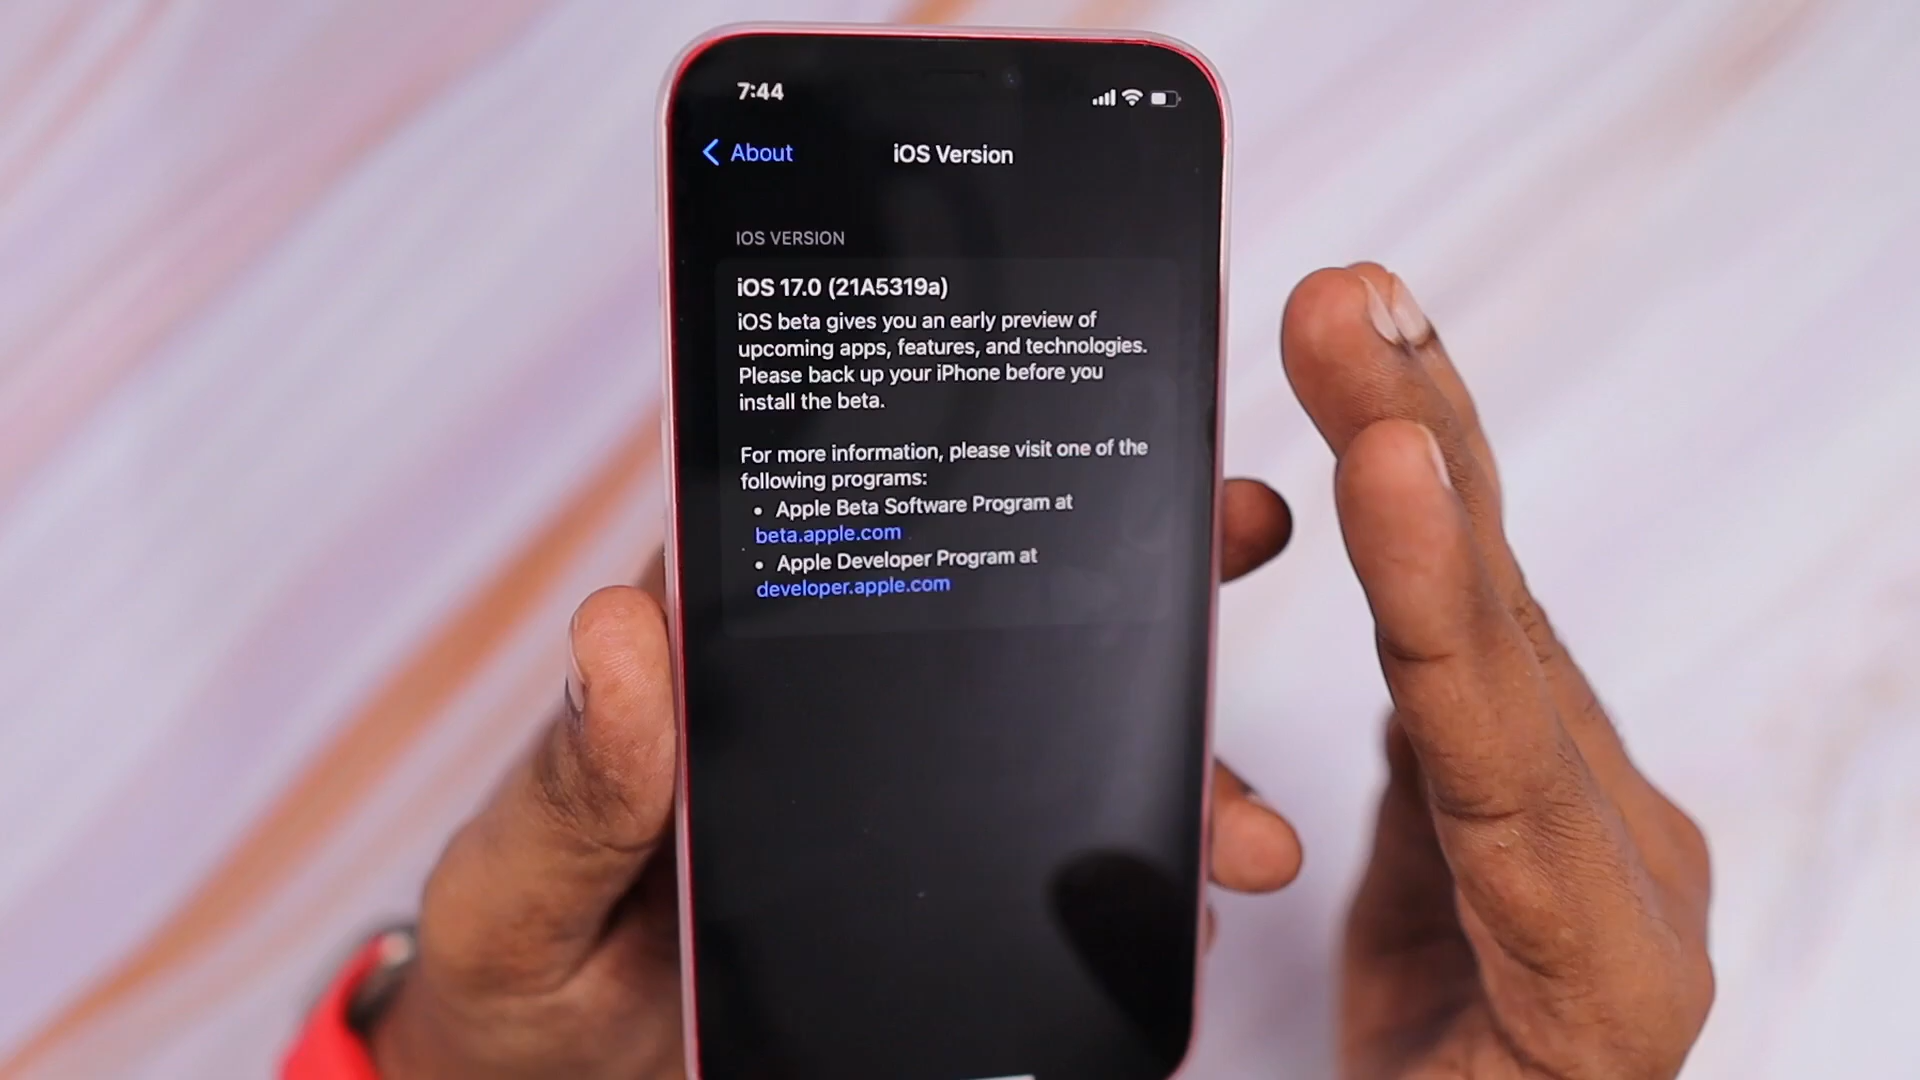 7:44
About
iOS Version
IOS VERSION
iOS 17.0 (21A5319a)
iOS beta gives you an early preview of
upcoming apps, features, and technologies.
Please back up your iPhone before you
install the beta.
For more information, please visit one of the
following programs:
• Apple Beta Software Program at
beta.apple.com
• Apple Developer Program at
developer.apple.com